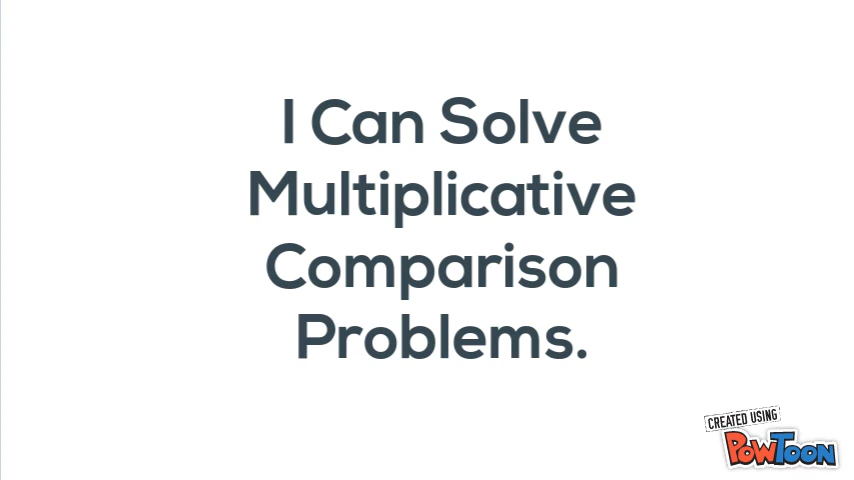 I Can Solve
Multiplicative
Comparison
Problems.
CREATED USING
POWTOON